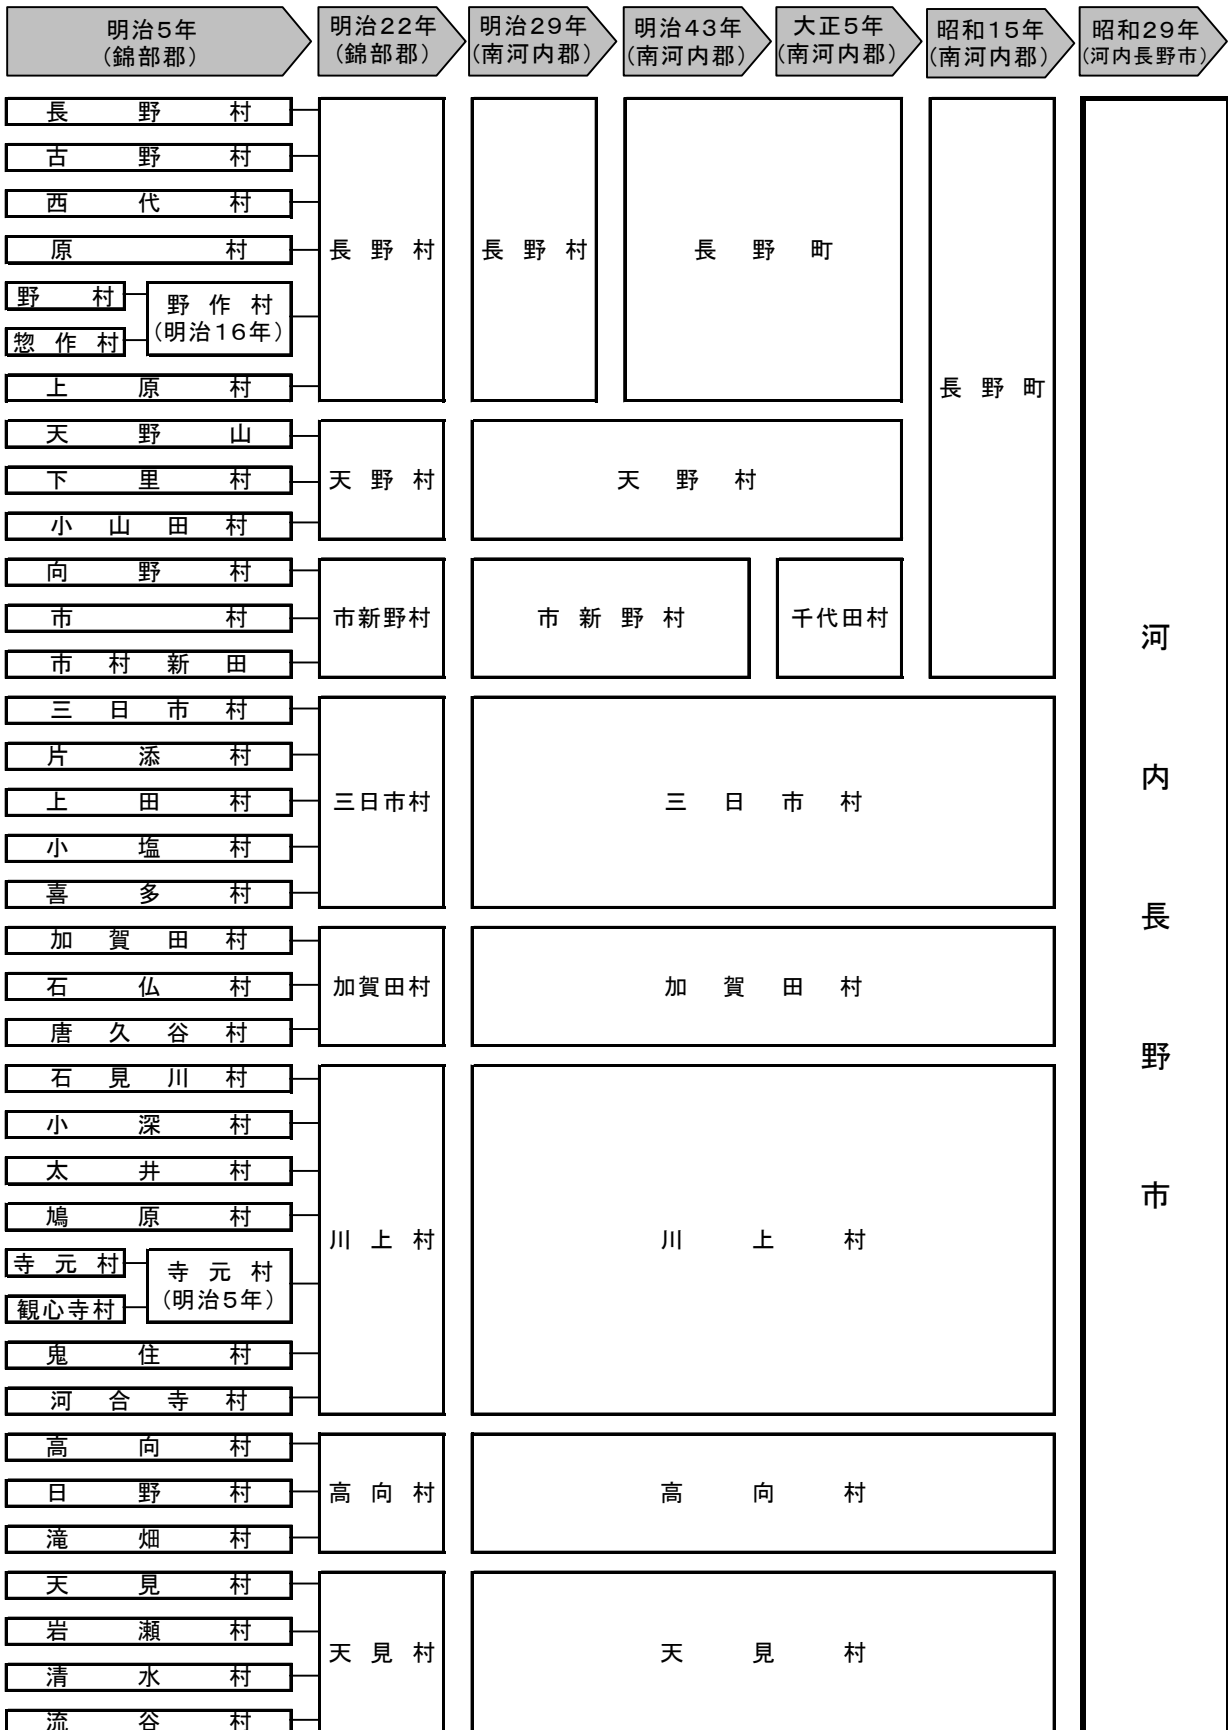 明治5年
(錦部郡)
明治22年
(錦部郡)
明治29年
(南河内郡)
明治43年
(南河内郡)
大正5年
(南河内郡)
昭和15年
(南河内郡)
昭和29年
(河内長野市)
長野村
古野村
西代村
原村
野村
惣作村
野作村
(明治16年)
上原村
長野村
長野村
長野町
長野町
天野山
下里村
小山田村
天野村
天野村
向野村
市村
市村新田
市新野村
市新野村
千代田村
三日市村
片添村
上田村
小塩村
喜多村
三日市村
三日市村
加賀田村
石仏村
唐久谷村
加賀田村
加賀田村
石見川村
小深村
太井村
鳩原村
寺元村
観心寺村
寺元村
(明治5年)
鬼住村
河合寺村
川上村
川上村
高向村
日野村
滝畑村
高向村
高向村
天見村
岩瀬村
清水村
流谷村
天見村
天見村
河内長野市